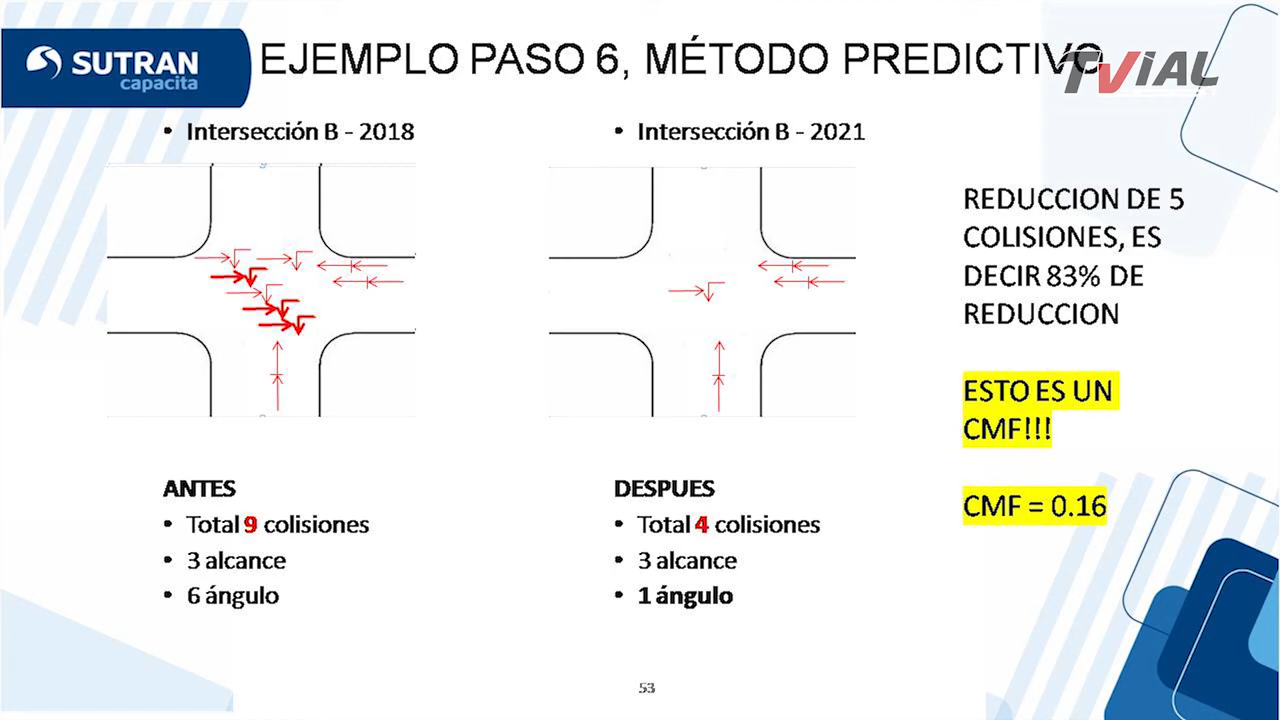 SUTRAN
capacita
EJEMPLO PASO 6, MÉTODO PREDICTIVO
TVIAL
• Intersección B - 2018
• Intersección B - 2021
REDUCCION DE 5
COLISIONES, ES
DECIR 83% DE
REDUCCION
ESTO ES UN
CMF!!!
CMF = 0.16
ANTES
• Total 9 colisiones
• 3 alcance
• 6 ángulo
DESPUES
• Total 4 colisiones
• 3 alcance
• 1 ángulo
53